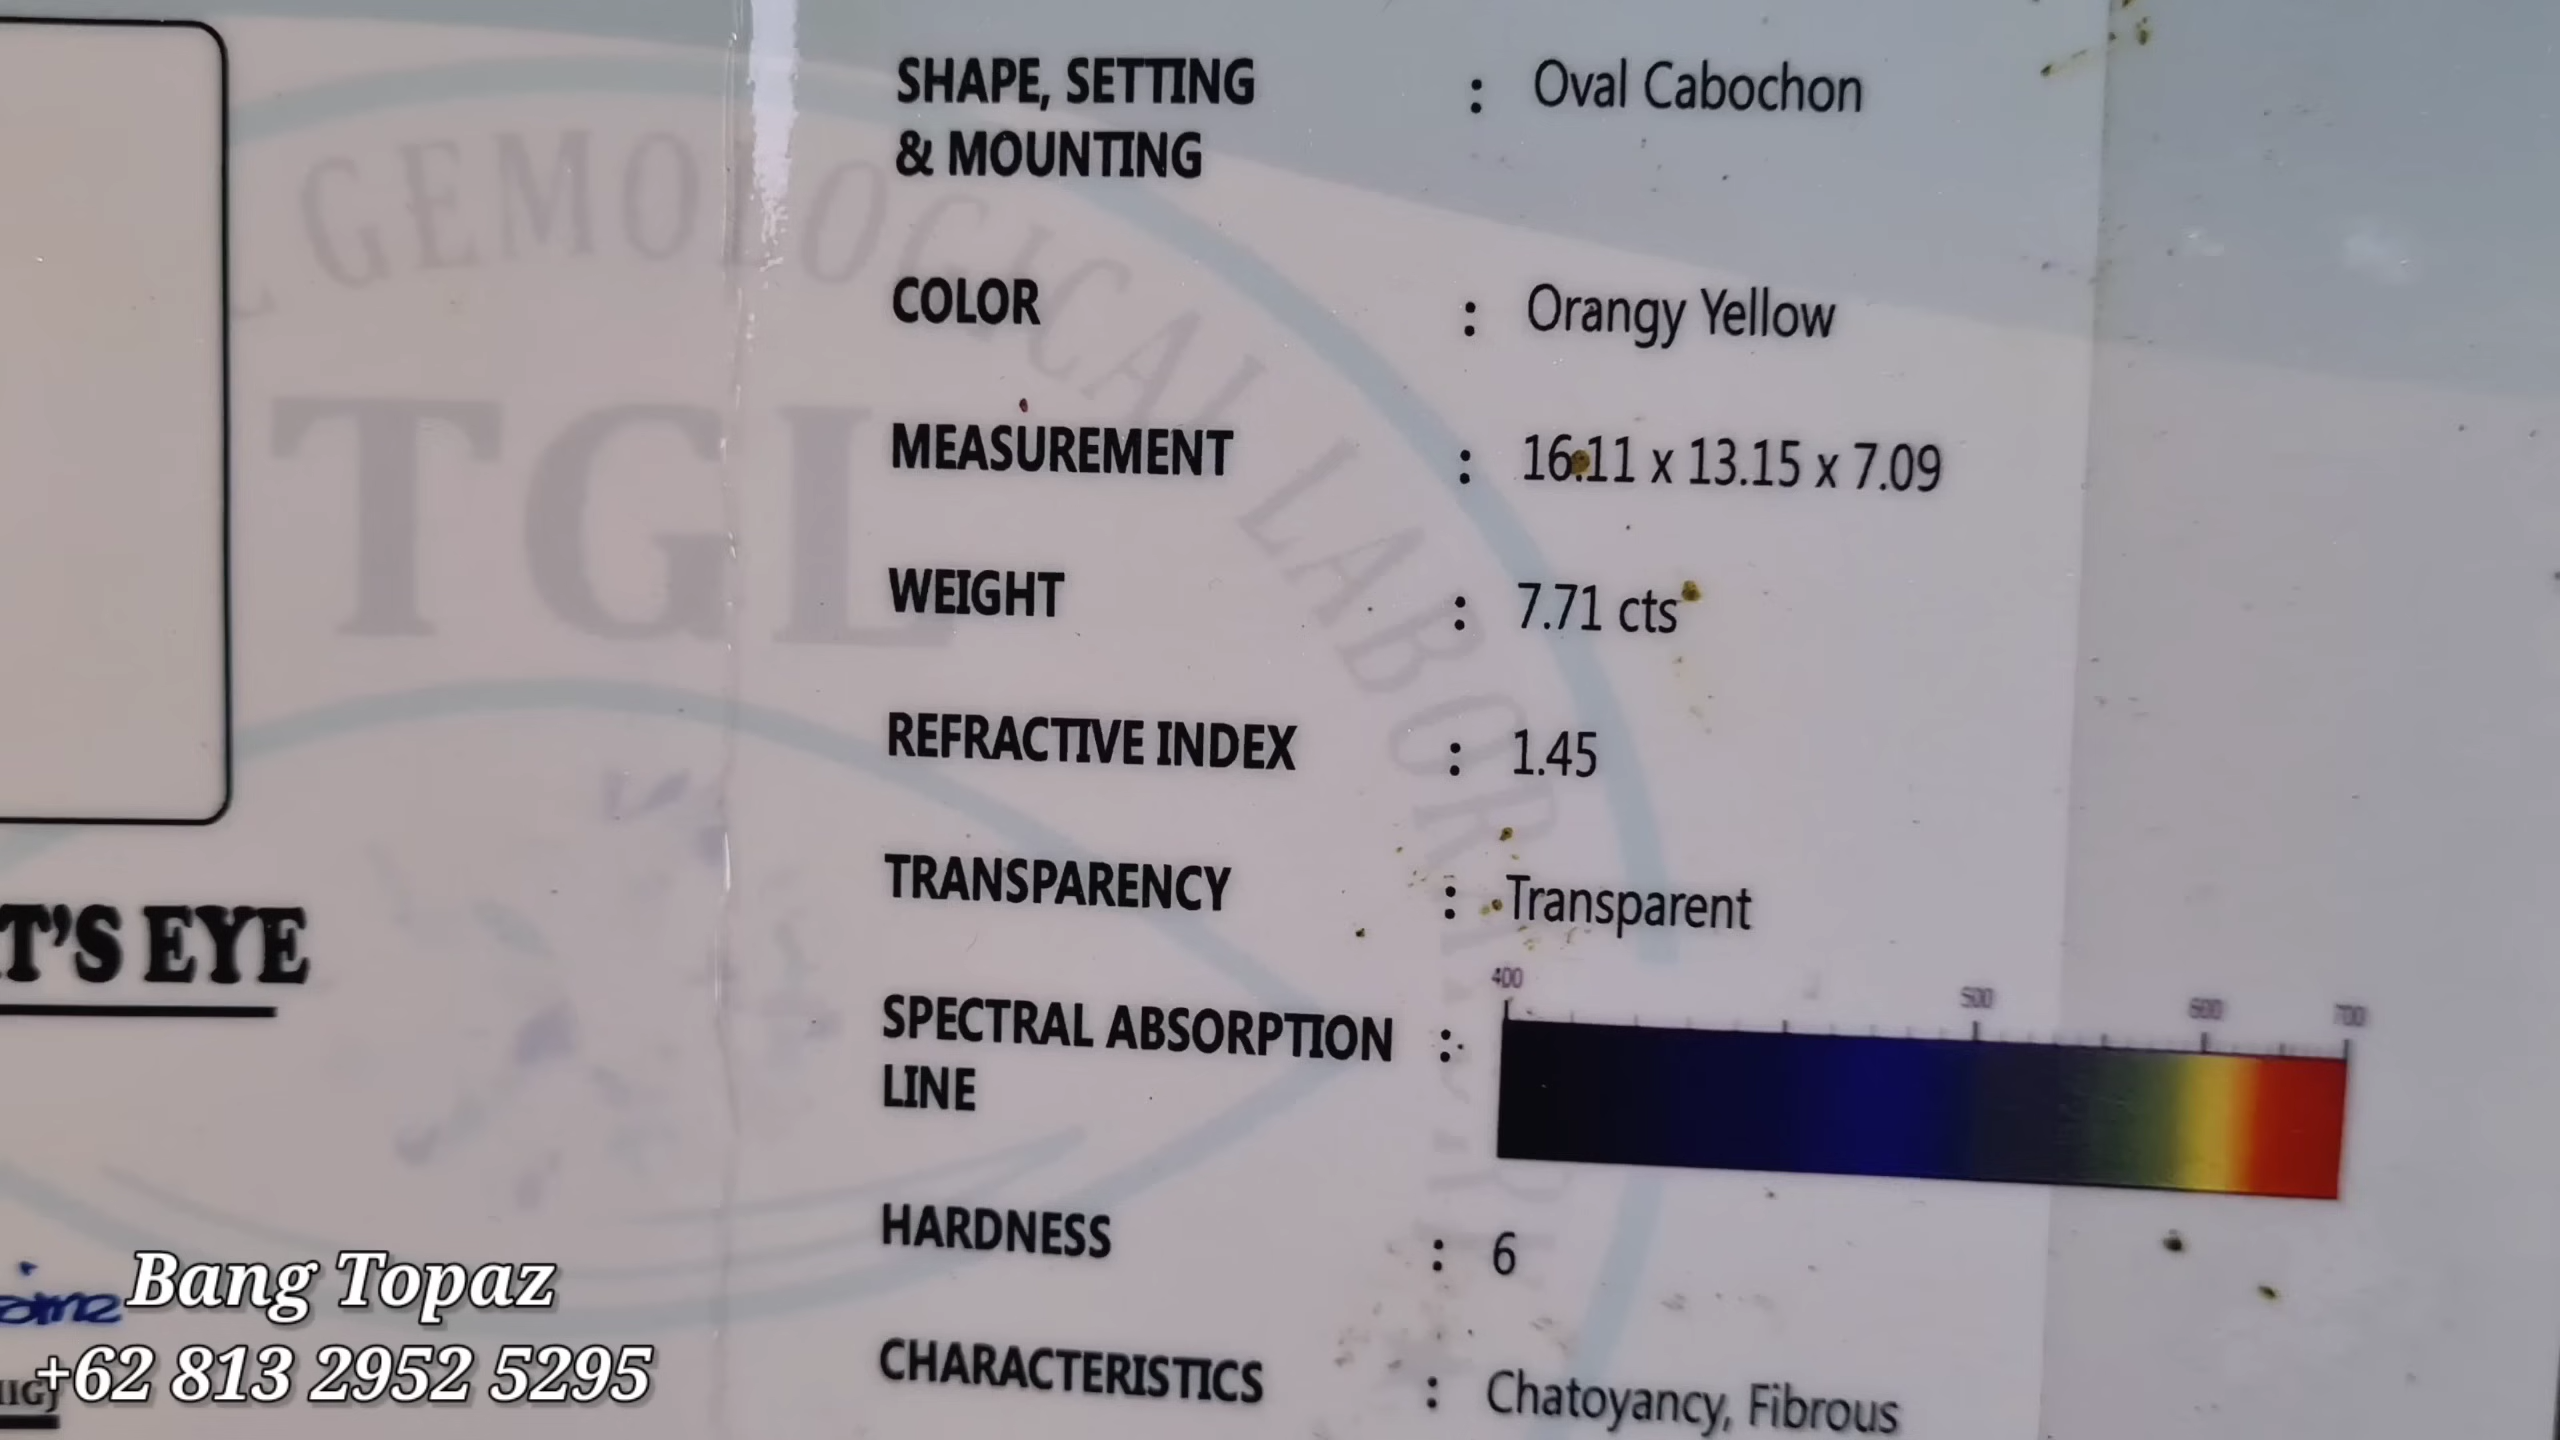 SHAPE, SETTING : Oval Cabochon
& MOUNTING
GEMOLOGICAL LABORATORY
COLOR : Orangy Yellow
TGL
MEASUREMENT : 16.11 x 13.15 x 7.09
WEIGHT : 7.71 cts
REFRACTIVE INDEX : 1.45
TRANSPARENCY : Transparent
T'S EYE
400 500 600 700
SPECTRAL ABSORPTION :
LINE
HARDNESS : 6
CHARACTERISTICS : Chatoyancy, Fibrous
Bang Topaz
+62 813 2952 5295